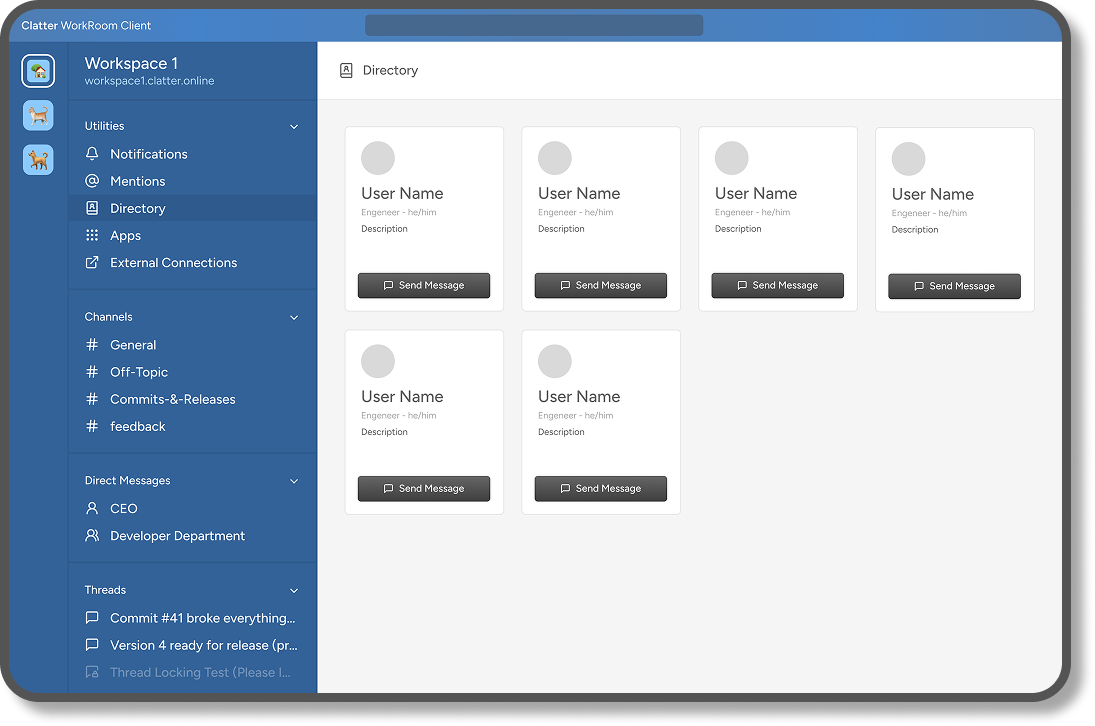 Clatter WorkRoom Client
Workspace 1
workspace1.clatter.online
Utilities
Notifications
Mentions
Directory
Apps
External Connections
Channels
General
Off-Topic
Commits-&-Releases
feedback
Direct Messages
CEO
Developer Department
Threads
Commit #41 broke everything...
Version 4 ready for release (pr...
Thread Locking Test (Please l...
Directory
User Name
Engeneer - he/him
Description
Send Message
User Name
Engeneer - he/him
Description
Send Message
User Name
Engeneer - he/him
Description
Send Message
User Name
Engeneer - he/him
Description
Send Message
User Name
Engeneer - he/him
Description
Send Message
User Name
Engeneer - he/him
Description
Send Message